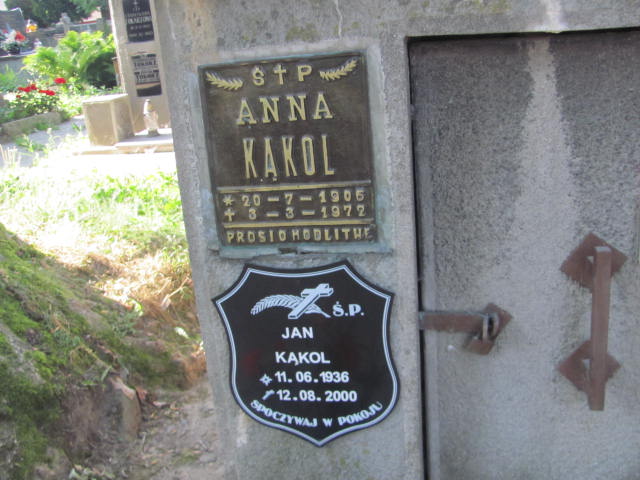 Ś † P
ANNA
KĄKOL
* 20 - 7 - 1905
† 3 - 3 - 1972
PROSI O MODLITWĘ
Ś.P.
JAN
KĄKOL
11.06.1936
12.08.2000
SPOCZYWAJ W POKOJU